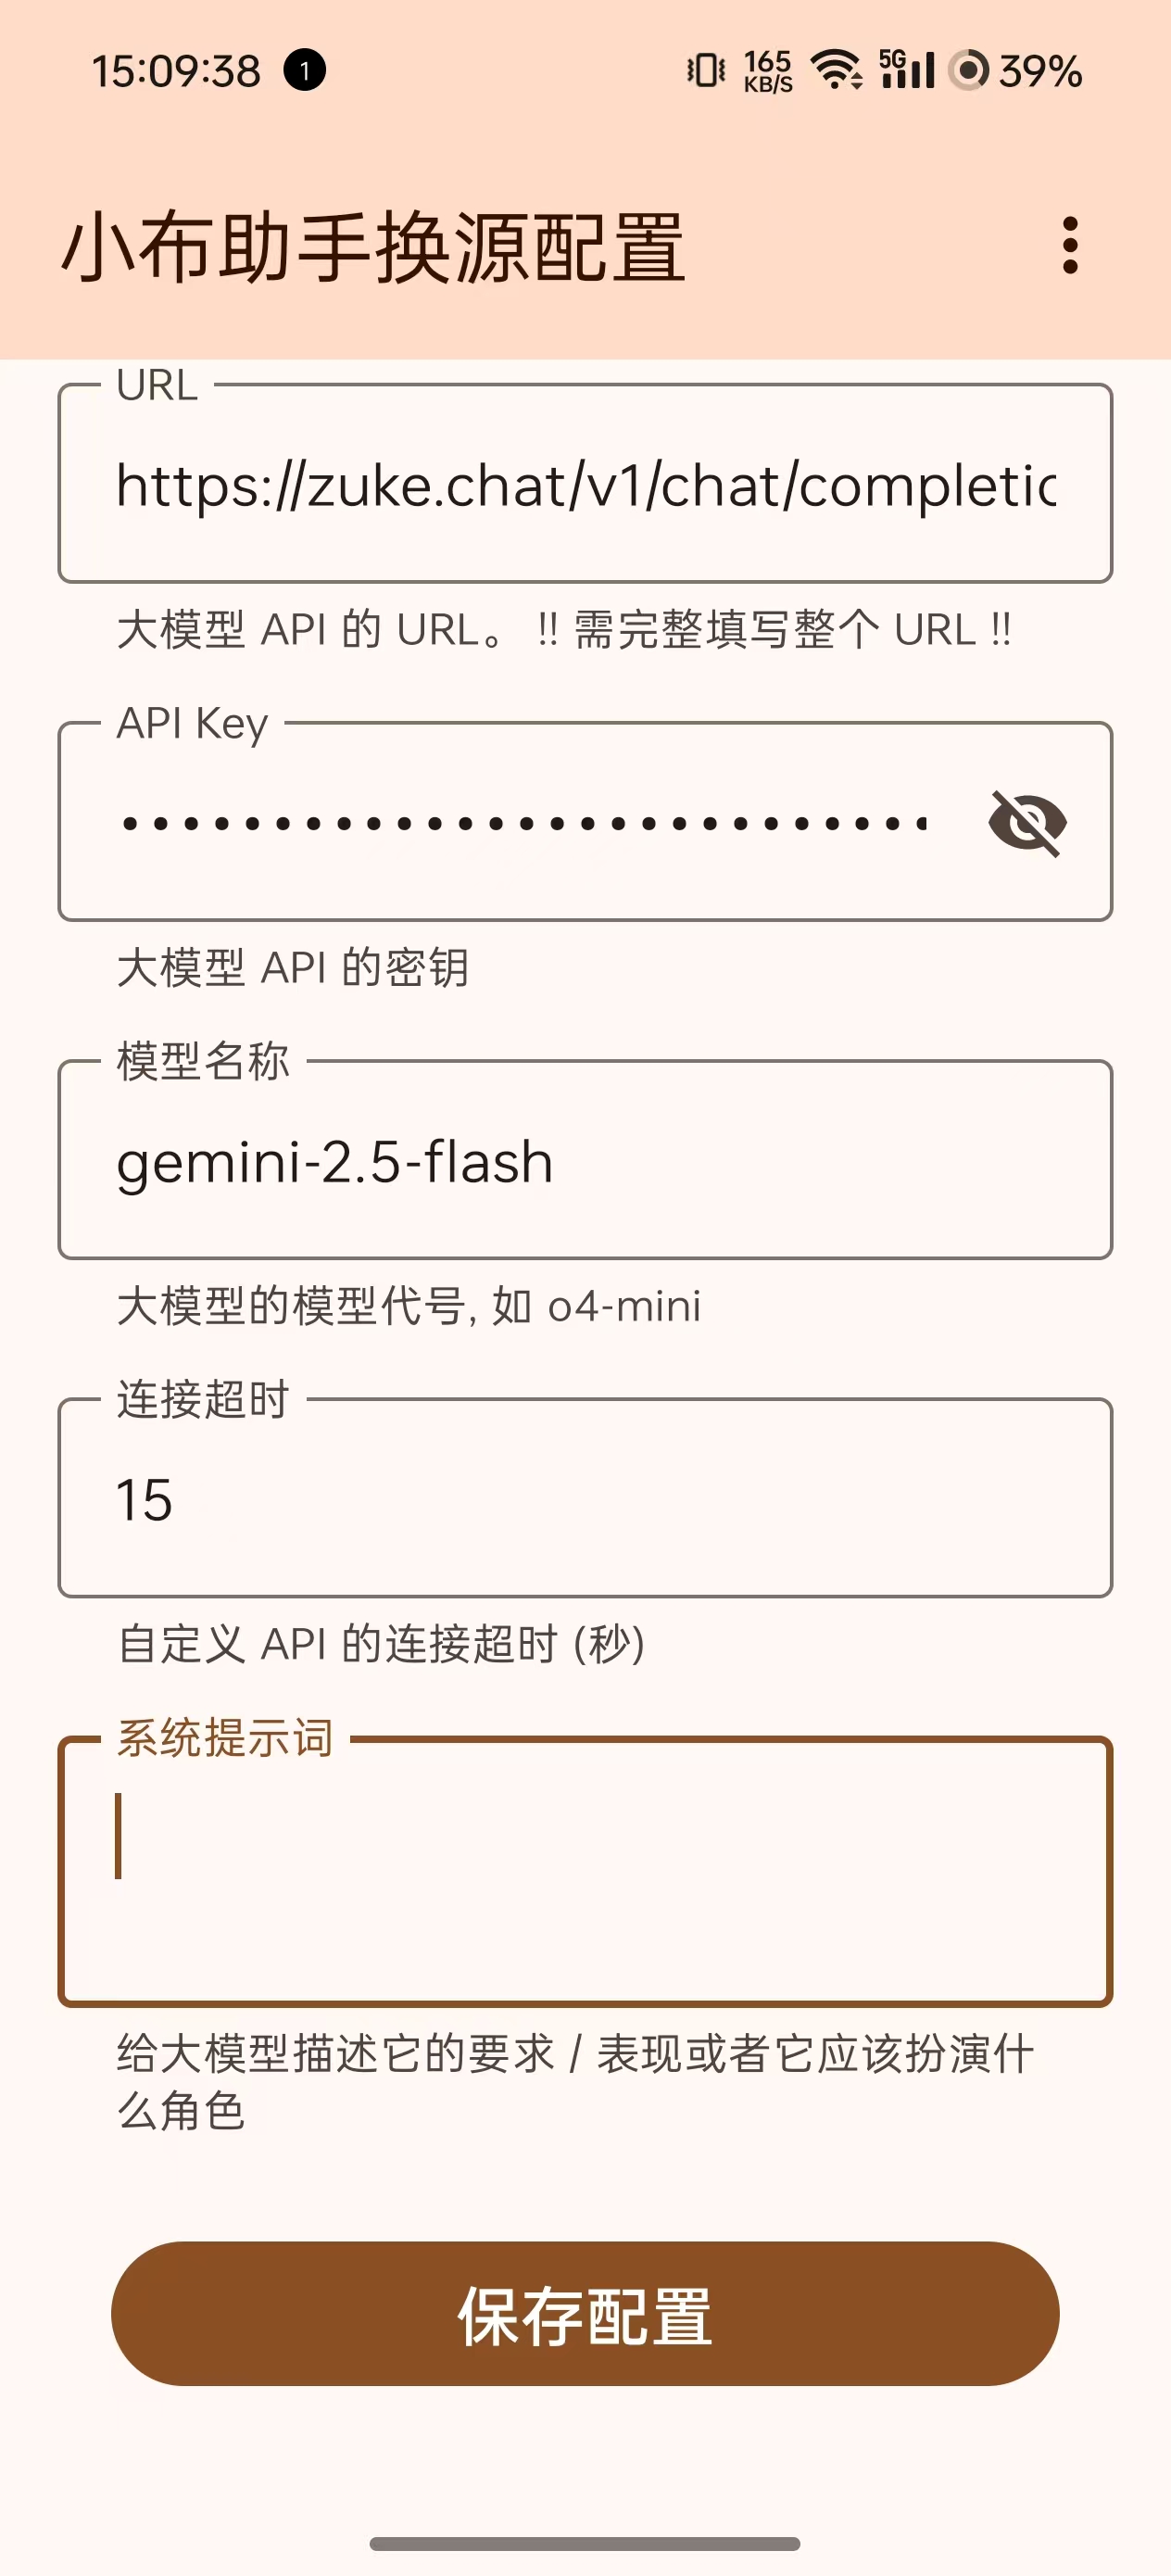 15:09:38 1 165 KB/S 5G 39%
小布助手换源配置
URL
https://zuke.chat/v1/chat/completio
大模型 API 的 URL。 !! 需完整填写整个 URL !!
API Key
大模型 API 的密钥
模型名称
gemini-2.5-flash
大模型的模型代号, 如 o4-mini
连接超时
15
自定义 API 的连接超时 (秒)
系统提示词
给大模型描述它的要求 / 表现或者它应该扮演什
么角色
保存配置